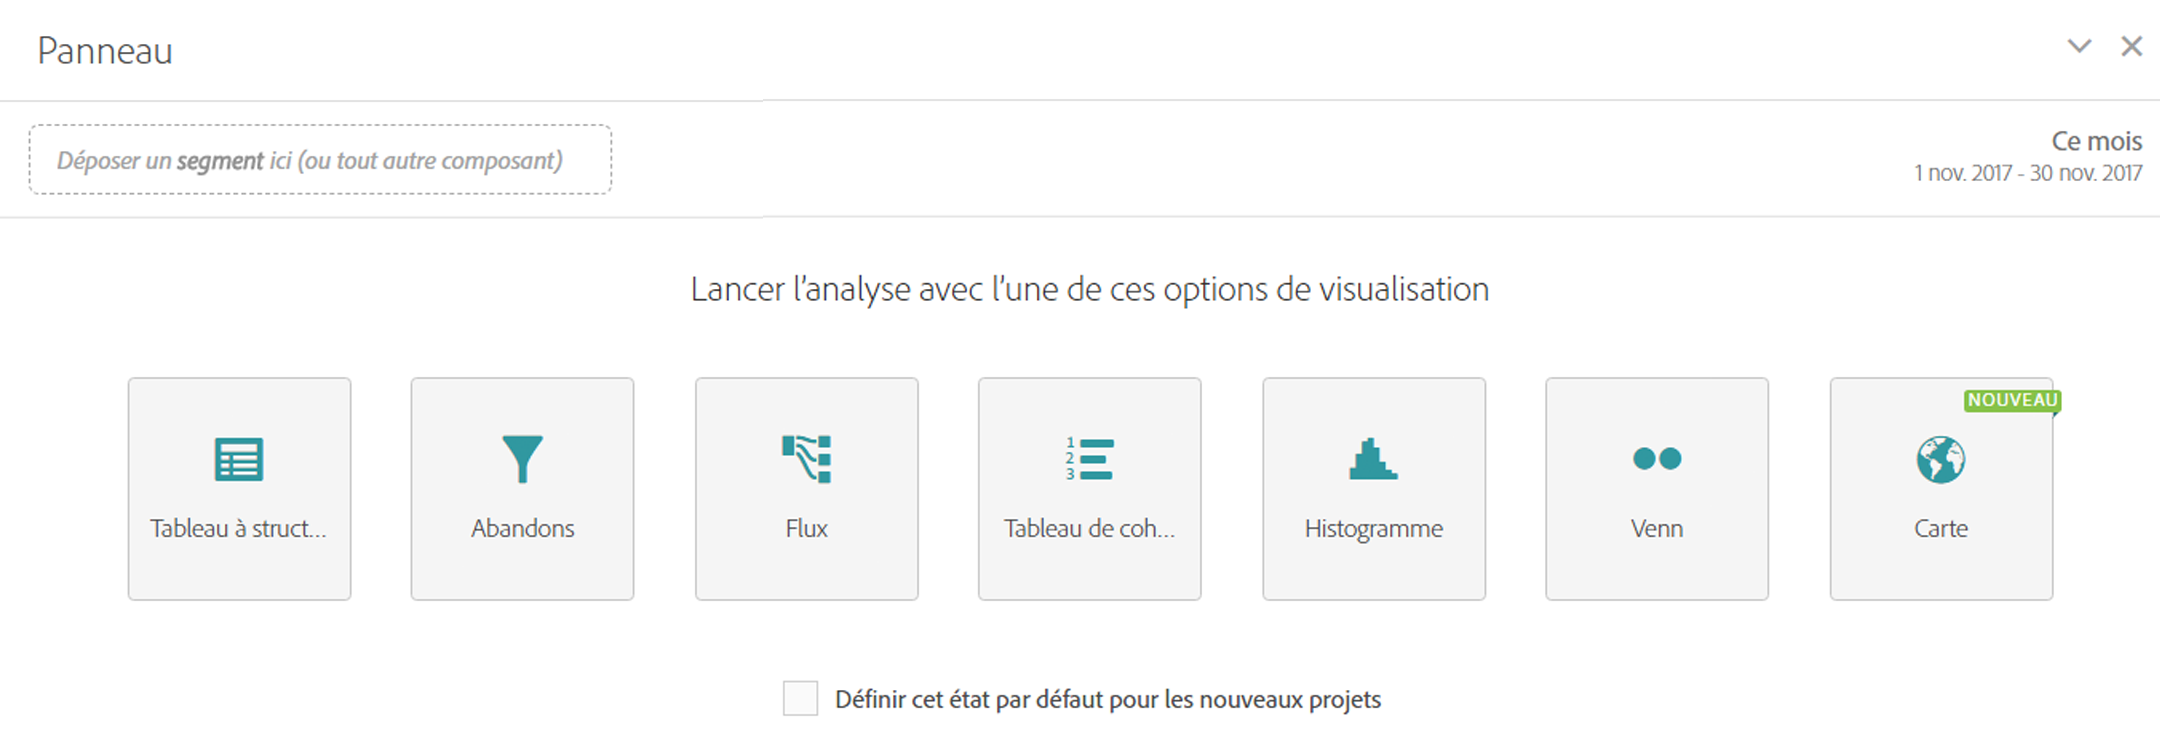 Panneau
Déposer un segment ici (ou tout autre composant)
Ce mois
1 nov. 2017 - 30 nov. 2017
Lancer l’analyse avec l’une de ces options de visualisation
NOUVEAU
1
2
3
Tableau à struct...
Abandons
Flux
Tableau de coh...
Histogramme
Venn
Carte
Définir cet état par défaut pour les nouveaux projets